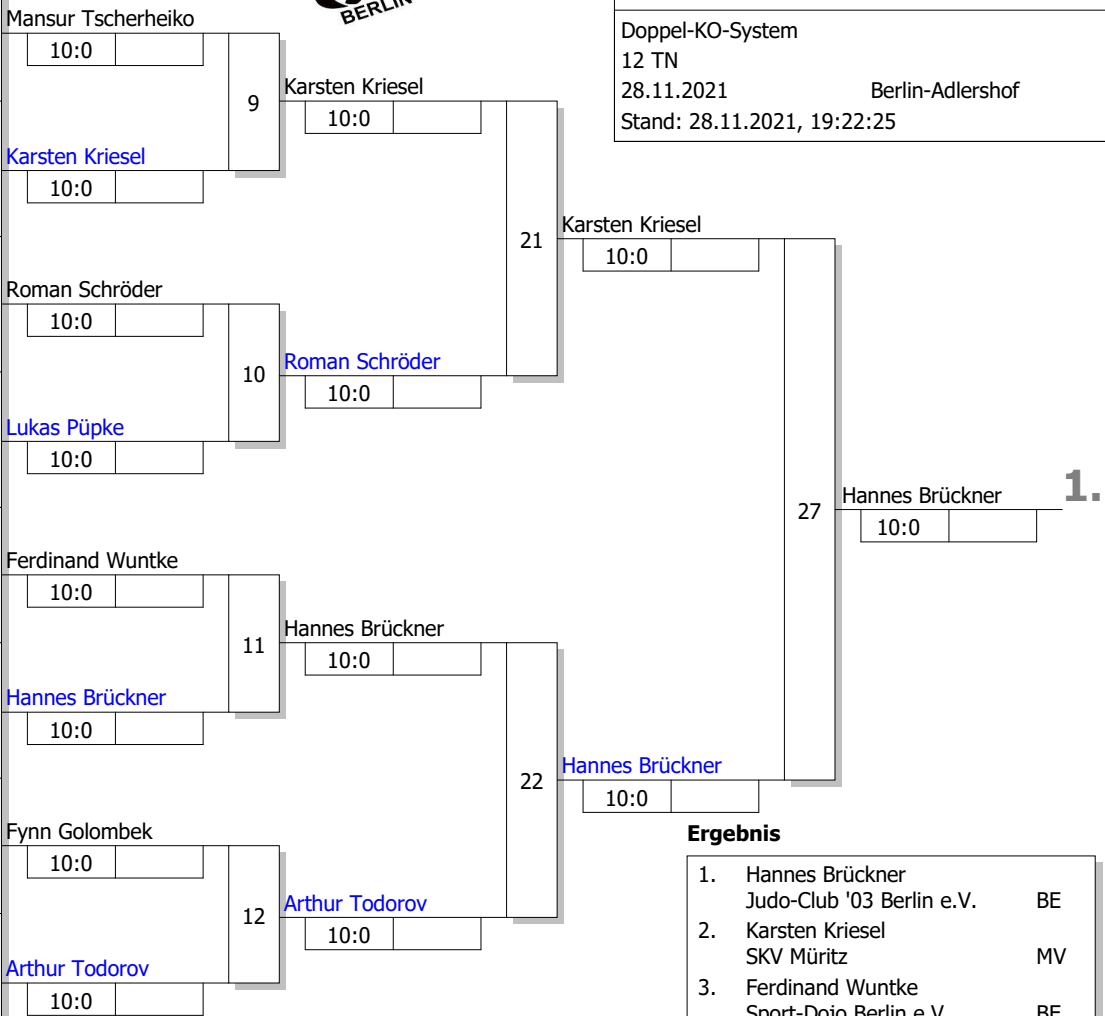 BERLIN
Doppel-KO-System
12 TN
28.11.2021 Berlin-Adlershof
Stand: 28.11.2021, 19:22:25
Mansur Tscherheiko
10:0
9
Karsten Kriesel
10:0
Karsten Kriesel
10:0
21
Karsten Kriesel
10:0
Roman Schröder
10:0
10
Roman Schröder
10:0
Lukas Püpke
10:0
27
Hannes Brückner
1.
10:0
Ferdinand Wuntke
10:0
11
Hannes Brückner
10:0
Hannes Brückner
10:0
22
Hannes Brückner
10:0
Fynn Golombek
10:0
12
Arthur Todorov
10:0
Arthur Todorov
10:0
Ergebnis
1. Hannes Brückner
Judo-Club '03 Berlin e.V. BE
2. Karsten Kriesel
SKV Müritz MV
3. Ferdinand Wuntke
Sport-Dojo Berlin e.V. BE